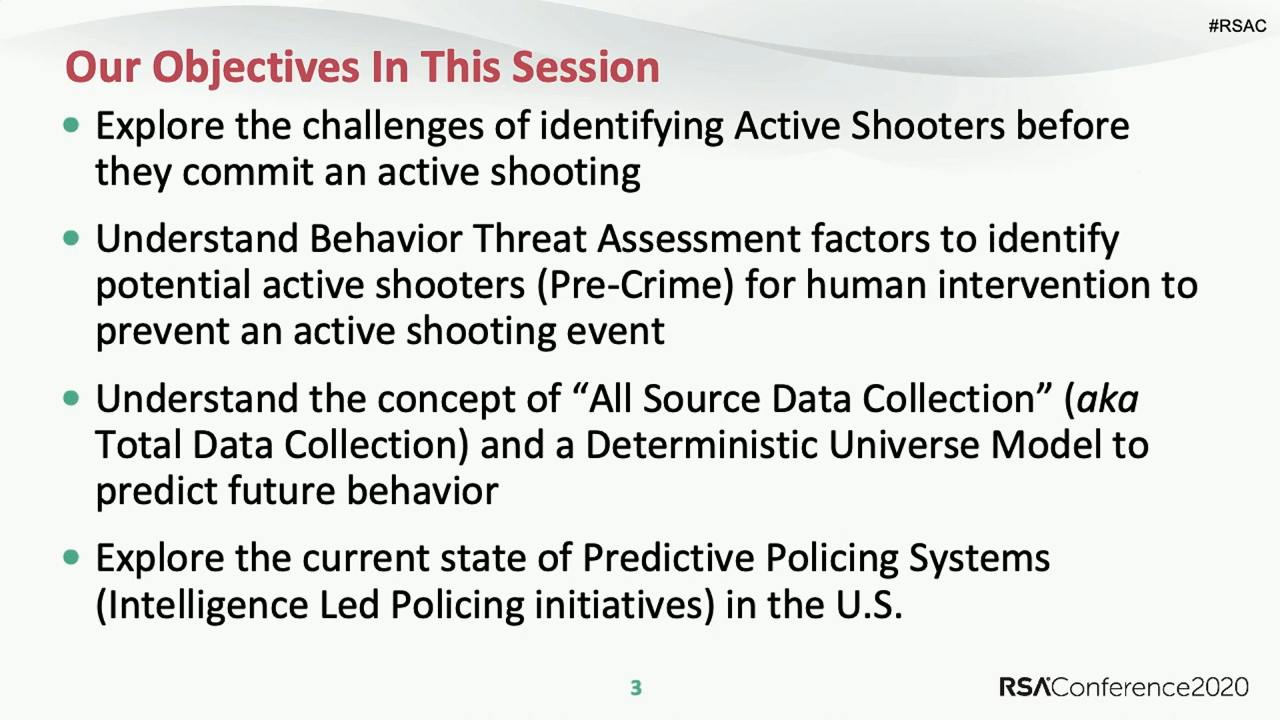 #RSAC
Our Objectives In This Session
• Explore the challenges of identifying Active Shooters before
they commit an active shooting
• Understand Behavior Threat Assessment factors to identify
potential active shooters (Pre-Crime) for human intervention to
prevent an active shooting event
• Understand the concept of “All Source Data Collection” (aka
Total Data Collection) and a Deterministic Universe Model to
predict future behavior
• Explore the current state of Predictive Policing Systems
(Intelligence Led Policing initiatives) in the U.S.
3
RSAConference2020